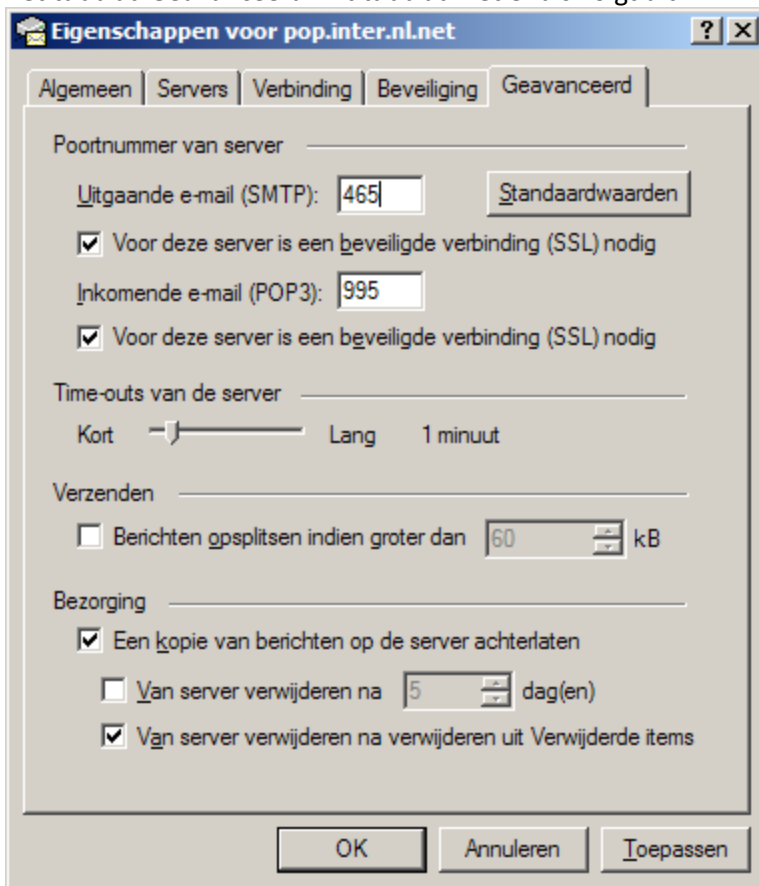 Eigenschappen voor pop.inter.nl.net
Algemeen Servers Verbinding Beveiliging Geavanceerd
Poortnummer van server
Uitgaande e-mail (SMTP): 465 Standaardwaarden
Voor deze server is een beveiligde verbinding (SSL) nodig
Inkomende e-mail (POP3): 995
Voor deze server is een beveiligde verbinding (SSL) nodig
Time-outs van de server
Kort Lang 1 minuut
Verzenden
Berichten opsplitsen indien groter dan 60 kB
Bezorging
Een kopie van berichten op de server achterlaten
Van server verwijderen na 5 dag(en)
Van server verwijderen na verwijderen uit Verwijderde items
OK Annuleren Toepassen